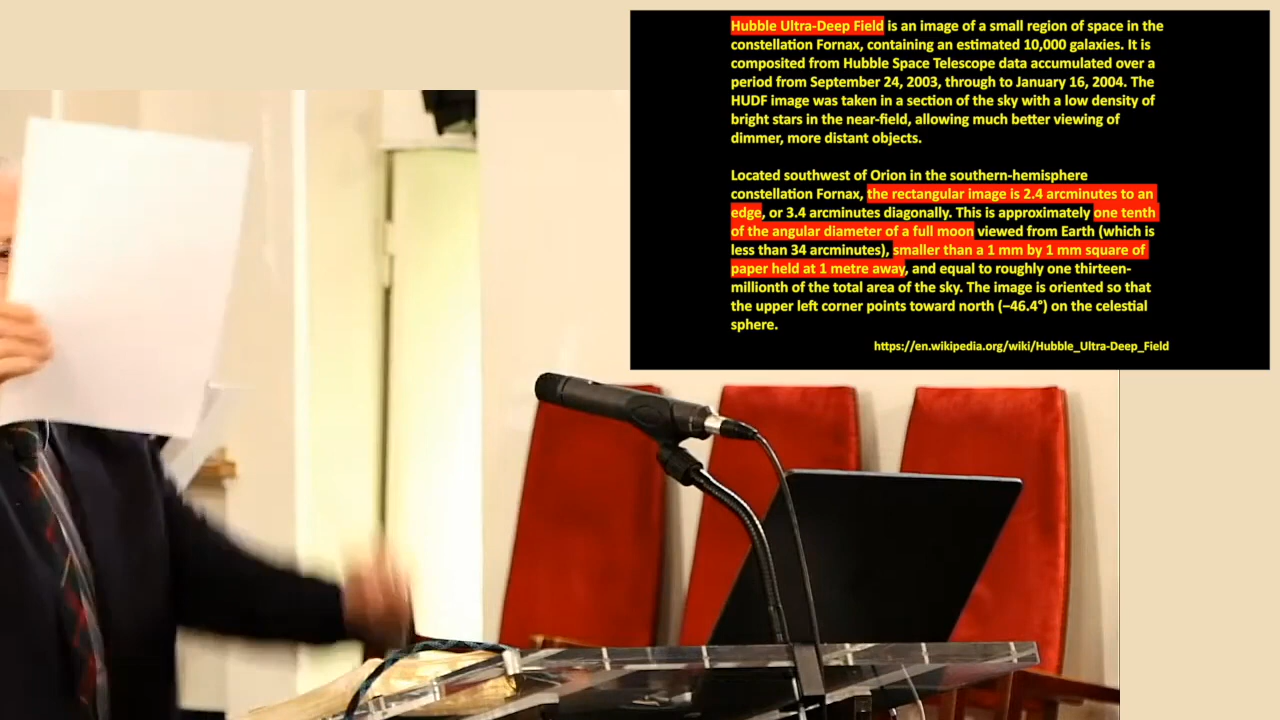 Hubble Ultra-Deep Field is an image of a small region of space in the
constellation Fornax, containing an estimated 10,000 galaxies. It is
composited from Hubble Space Telescope data accumulated over a
period from September 24, 2003, through to January 16, 2004. The
HUDF image was taken in a section of the sky with a low density of
bright stars in the near-field, allowing much better viewing of
dimmer, more distant objects.
Located southwest of Orion in the southern-hemisphere
constellation Fornax, the rectangular image is 2.4 arcminutes to an
edge, or 3.4 arcminutes diagonally. This is approximately one tenth
of the angular diameter of a full moon viewed from Earth (which is
less than 34 arcminutes), smaller than a 1 mm by 1 mm square of
paper held at 1 metre away, and equal to roughly one thirteen-
millionth of the total area of the sky. The image is oriented so that
the upper left corner points toward north (−46.4°) on the celestial
sphere.
https://en.wikipedia.org/wiki/Hubble_Ultra-Deep_Field